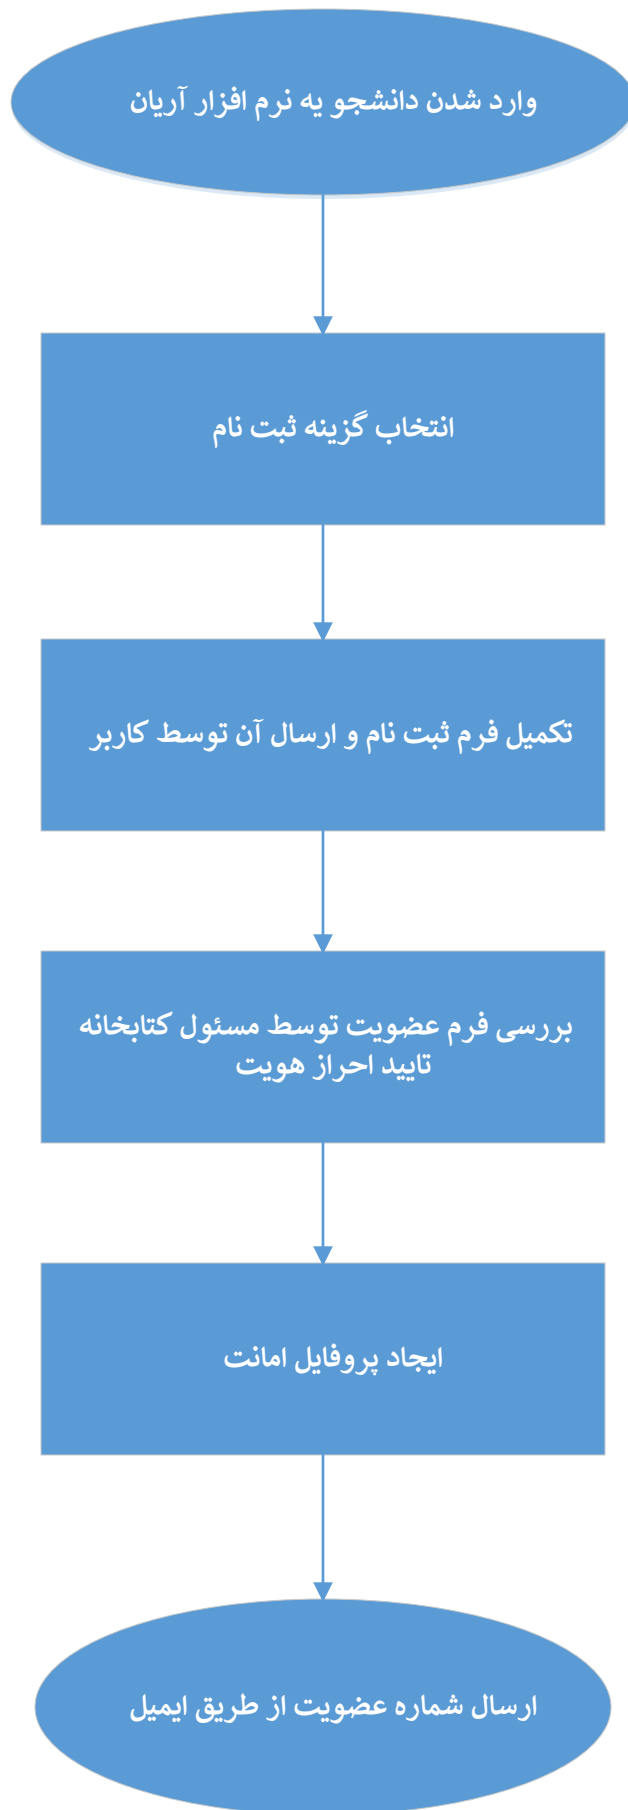 وارد شدن دانشجو یه نرم افزار آریان
انتخاب گزینه ثبت نام
تکمیل فرم ثبت نام و ارسال آن توسط کاربر
بررسی فرم عضویت توسط مسئول کتابخانه
تایید احراز هویت
ایجاد پروفایل امانت
ارسال شماره عضویت از طریق ایمیل